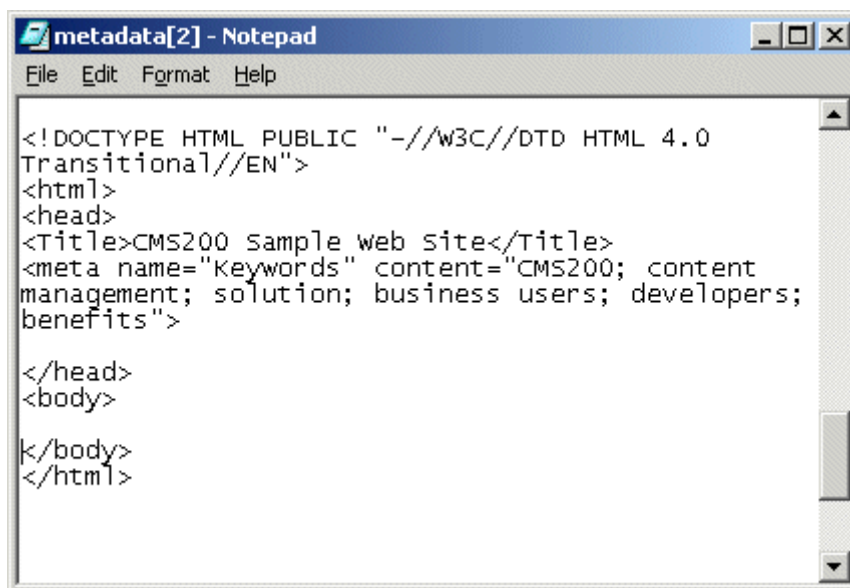 metadata[2] - Notepad
File Edit Format Help
<!DOCTYPE HTML PUBLIC "-//W3C//DTD HTML 4.0
Transitional//EN">
<html>
<head>
<Title>CMS200 Sample Web Site</Title>
<meta name="Keywords" content="CMS200; content
management; solution; business users; developers;
benefits">
</head>
<body>
</body>
</html>